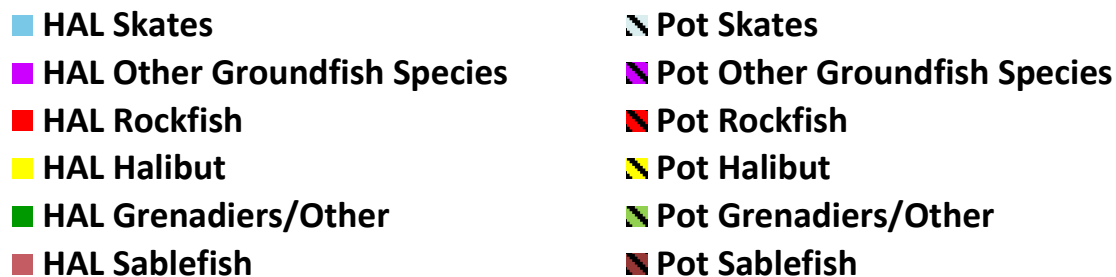 HAL Skates
Pot Skates
HAL Other Groundfish Species
Pot Other Groundfish Species
HAL Rockfish
Pot Rockfish
HAL Halibut
Pot Halibut
HAL Grenadiers/Other
Pot Grenadiers/Other
HAL Sablefish
Pot Sablefish